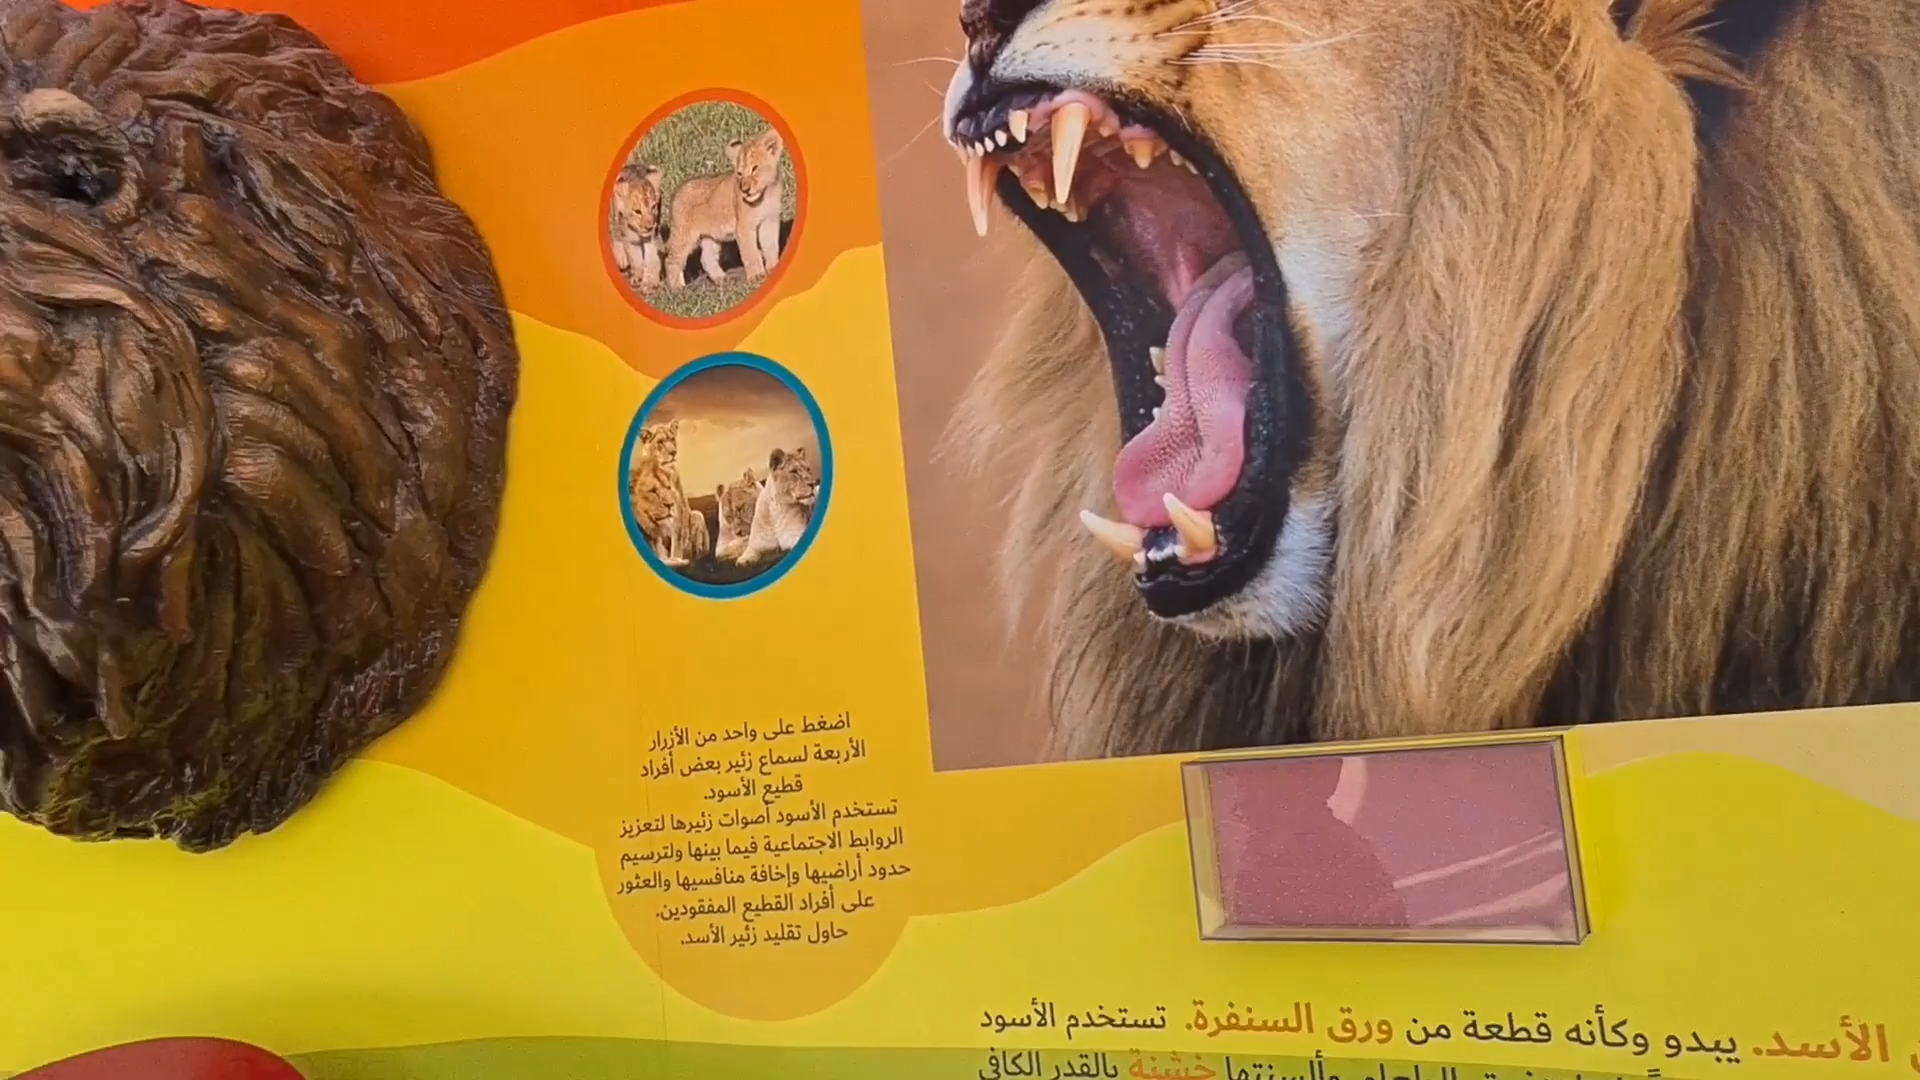 اضغط على واحد من الأزرار
الأربعة لسماع زئير بعض أفراد
قطيع الأسود.
تستخدم الأسود أصوات زئيرها لتعزيز
الروابط الاجتماعية فيما بينها ولترسيم
حدود أراضيها وإخافة منافسيها والعثور
على أفراد القطيع المفقودين.
حاول تقليد زئير الأسد.
الأسد. يبدو وكأنه قطعة من ورق السنفرة. تستخدم الأسود
وألسنتها خشنة بالقدر الكافي